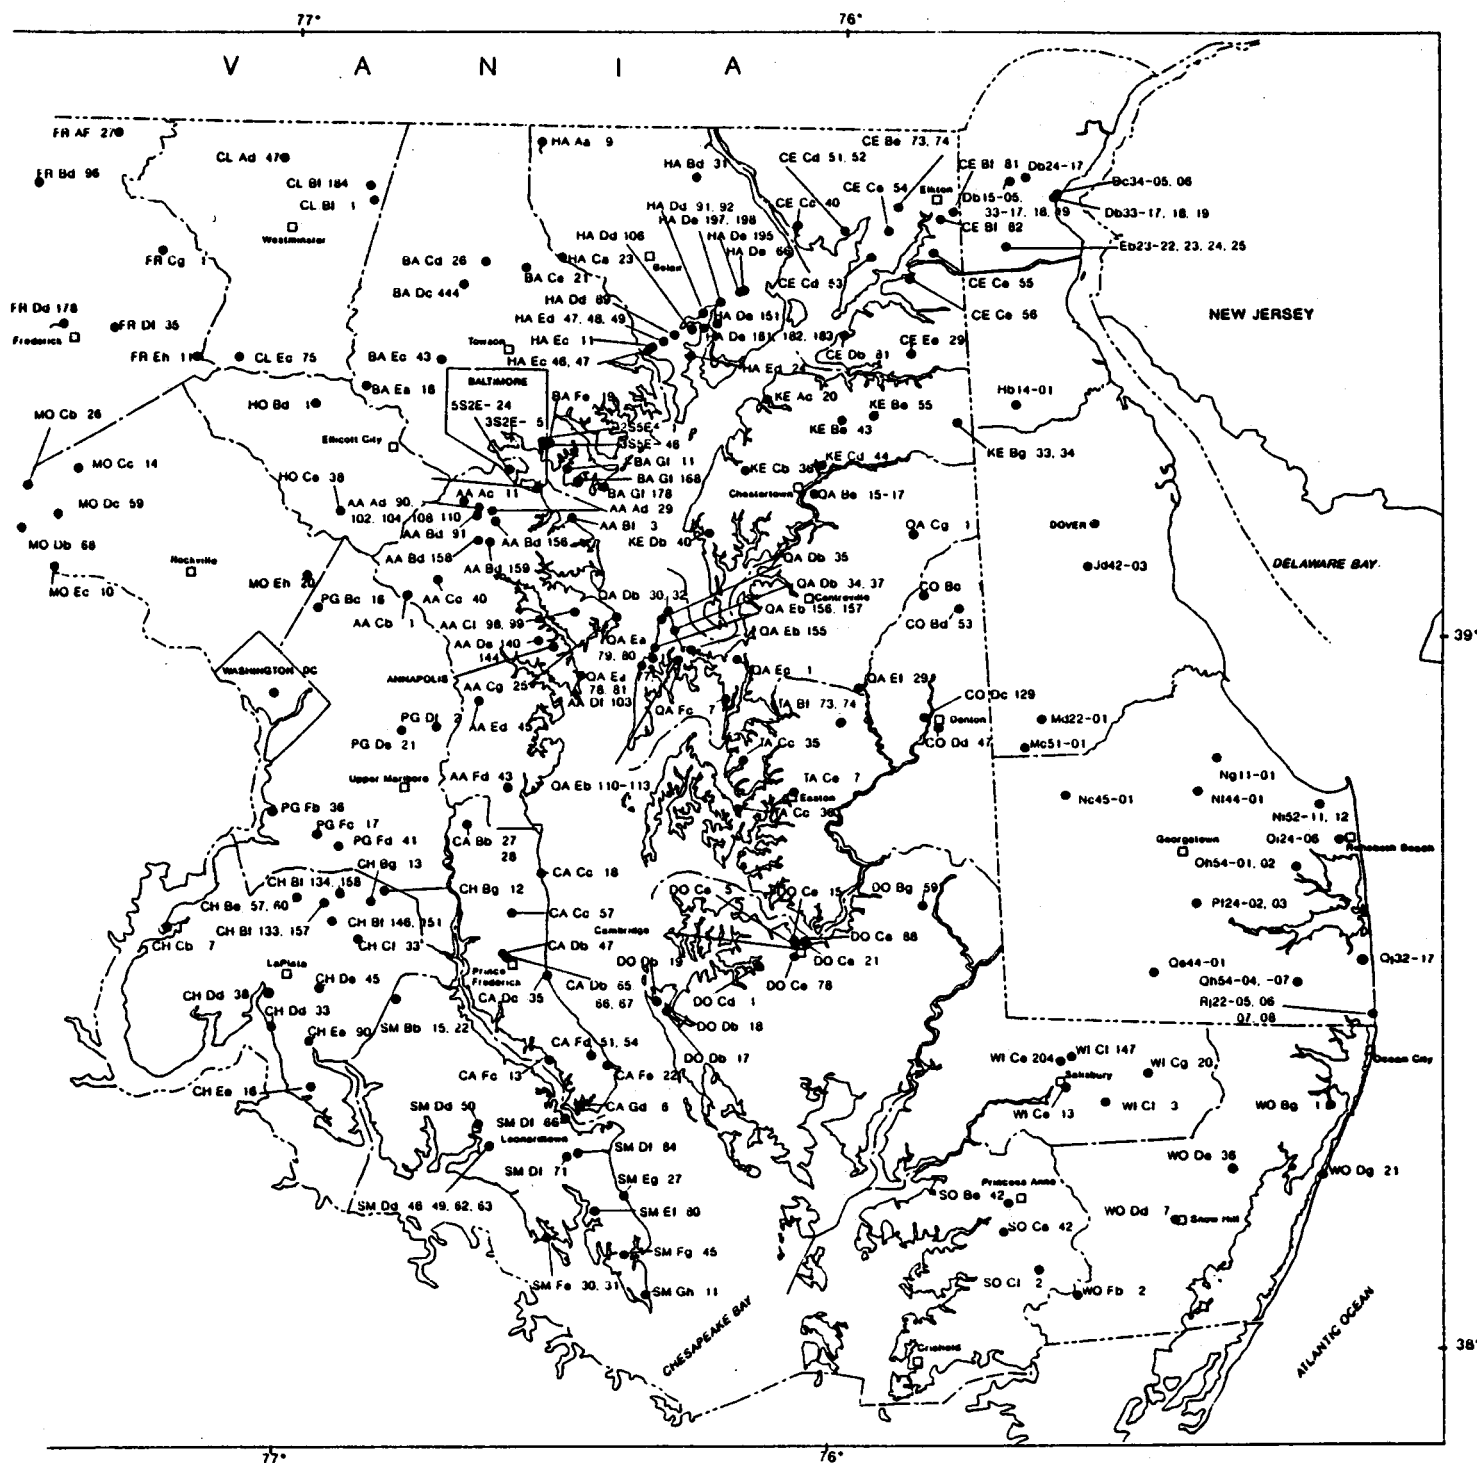 77°
76°
V A N I A
FR AF 27
FR Bd 96
CL Ad 47
CL Bf 184
CL Bf 1
Westminster
FR Cg 1
FR Dd 178
Frederick
FR Df 35
FR Eh 11
CL Ec 75
HA Aa 9
HA Bd 31
BA Cd 26
BA Ce 21
BA Dc 444
HA Ca 23
Belair
HA Dd 91, 92
HA De 197, 198
HA De 195
HA De 66
HA Dd 106
HA Dd 89
HA Ed 47, 48, 49
HA Ec 11
HA Ec 46, 47
HA De 151
HA De 181, 182, 183
HA Ed 24
CE Be 73, 74
CE Cd 51, 52
CE Ce 54
CE Cc 40
Elkton
CE Bf 81
Db24-17
Db15-05,
33-17, 18, 19
CE Bf 82
Dc34-05, 06
Db33-17, 18, 19
Eb23-22, 23, 24, 25
CE Cd 53
CE Ce 55
CE Ce 56
CE Ee 29
CE Db 81
NEW JERSEY
Towson
BA Ec 43
BALTIMORE
BA Ea 18
5S2E- 24
3S2E- 5
BA Fe 19
2S5E- 1
3S5E- 46
BA Gf 11
BA Gf 168
BA Gf 178
HO Bd 1
Ellicott City
HO Ce 38
MO Cb 26
MO Cc 14
MO Dc 59
MO Db 68
MO Ec 10
Rockville
MO Eh 20
AA Ac 11
AA Ad 90,
102, 104, 108, 110
AA Ad 29
AA Bf 3
AA Bd 91
AA Bd 156
AA Bd 158
AA Bd 159
KE Ac 20
KE Be 55
KE Be 43
KE Bg 33, 34
Hb14-01
KE Cb 36
KE Cd 44
Chestertown
QA Be 15-17
QA Cg 1
KE Db 40
DOVER
Jd42-03
DELAWARE BAY
PG Bc 16
AA Cb 1
AA Cc 40
AA Cf 98, 99
AA De 140
144
ANNAPOLIS
AA Cg 25
AA Df 103
AA Ed 45
QA Db 30, 32
QA Db 35
QA Db 34, 37
Centreville
QA Eb 156, 157
QA Eb 155
QA Ea
79, 80
QA Ea 77
78, 81
QA Ec 1
QA Fc 7
QA Ef 29
CO Bc 1
CO Bd 53
39°
WASHINGTON DC
PG Df 2
PG De 21
Upper Marlboro
AA Fd 43
QA Eb 110-113
TA Bf 73, 74
TA Cc 35
TA Ce 7
Easton
TA Cc 36
CO Dc 129
Denton
CO Dd 47
Md22-01
Mc51-01
Ng11-01
Nc45-01
Nf44-01
Ni52-11, 12
Georgetown
Oi24-06
Rehoboth Beach
Oh54-01, 02
Pf24-02, 03
Qe44-01
Qj32-17
Qh54-04, -07
Rj22-05, 06
07, 08
PG Fb 36
PG Fc 17
PG Fd 41
CH Bg 13
CH Bf 134, 158
CH Be 57, 60
CH Bf 133, 157
CH Bf 146, 151
CH Bg 12
CH Cb 7
CH Cf 33
LaPlata
CH De 45
CH Dd 38
CH Dd 33
CH Ee 90
CH Ee 16
SM Bb 15, 22
CA Bb 27
28
CA Cc 18
CA Cc 57
CA Db 47
Prince
Frederick
CA Db 65,
66, 67
CA Dc 35
CA Fd 51, 54
CA Fc 13
CA Fe 22
CA Gd 6
DO Ce 5
DO Ce 15
DO Bg 59
Cambridge
DO Ce 88
DO Ce 21
DO Ce 78
DO Cd 1
DO Db 19
DO Db 18
DO Db 17
WI Ce 204
WI Cf 147
WI Cg 20
Salisbury
WI Ce 13
WI Cf 3
Ocean City
WO Bg 1
SM Dd 50
SM Df 66
Leonardtown
SM Df 84
SM Df 71
SM Dd 46 49, 62, 63
SM Eg 27
SM Ef 80
SM Fg 45
SM Fe 30, 31
SM Gh 11
CHESAPEAKE BAY
WO De 36
WO Dg 21
Princess Anne
SO Be 42
SO Ce 42
WO Dd 7
Snow Hill
SO Cf 2
WO Fb 2
Crisfield
ATLANTIC OCEAN
38°
77°
76°